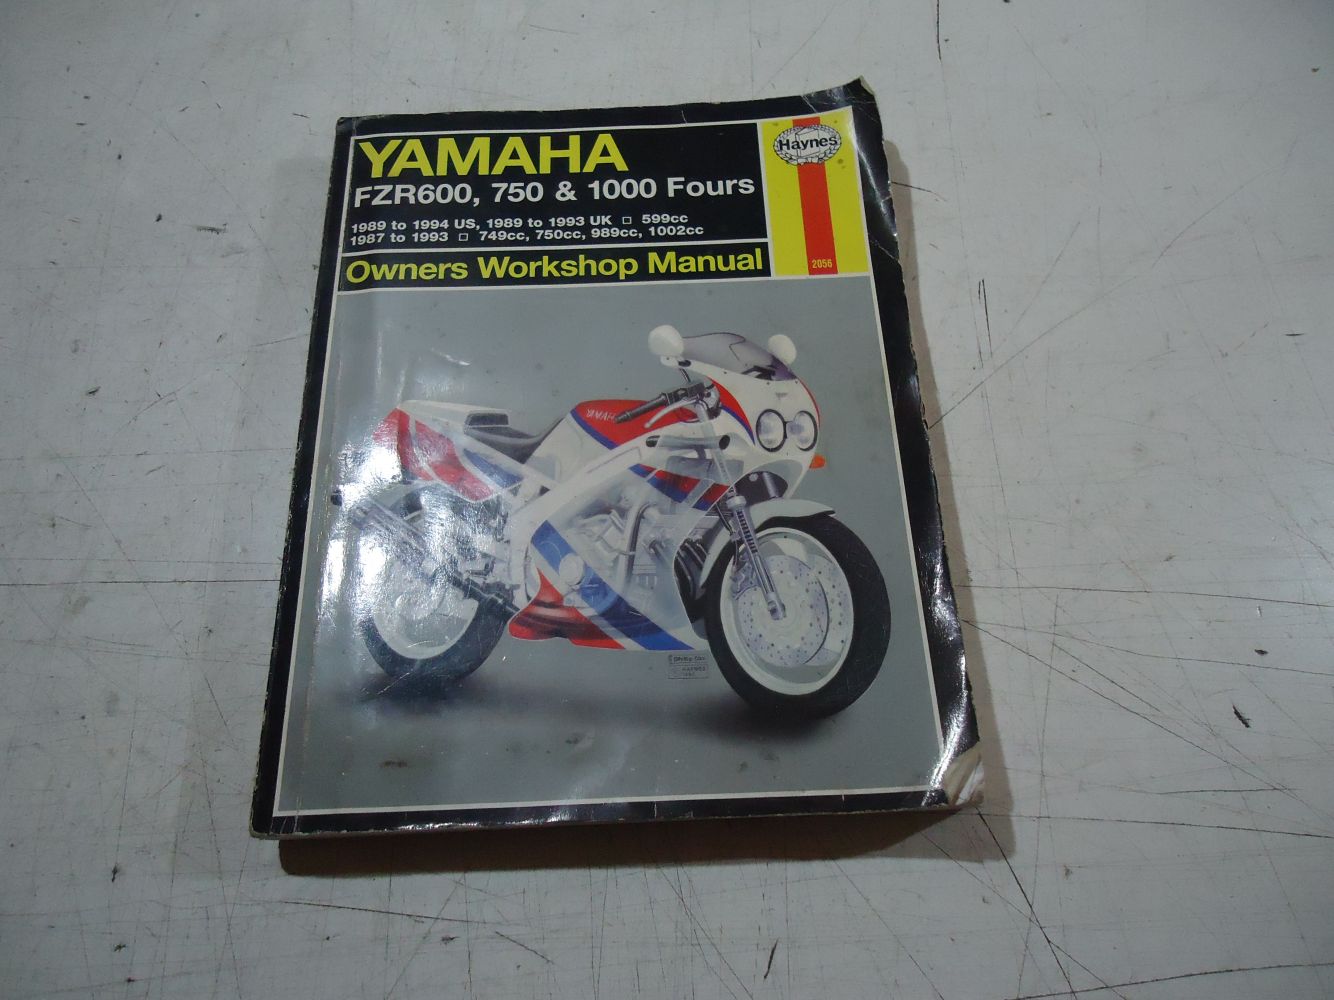 YAMAHA
FZR600, 750 & 1000 Fours
1989 to 1994 US, 1989 to 1993 UK □ 599cc
1987 to 1993 □ 749cc, 750cc, 989cc, 1002cc
Owners Workshop Manual
Haynes
2056
YAMAHA